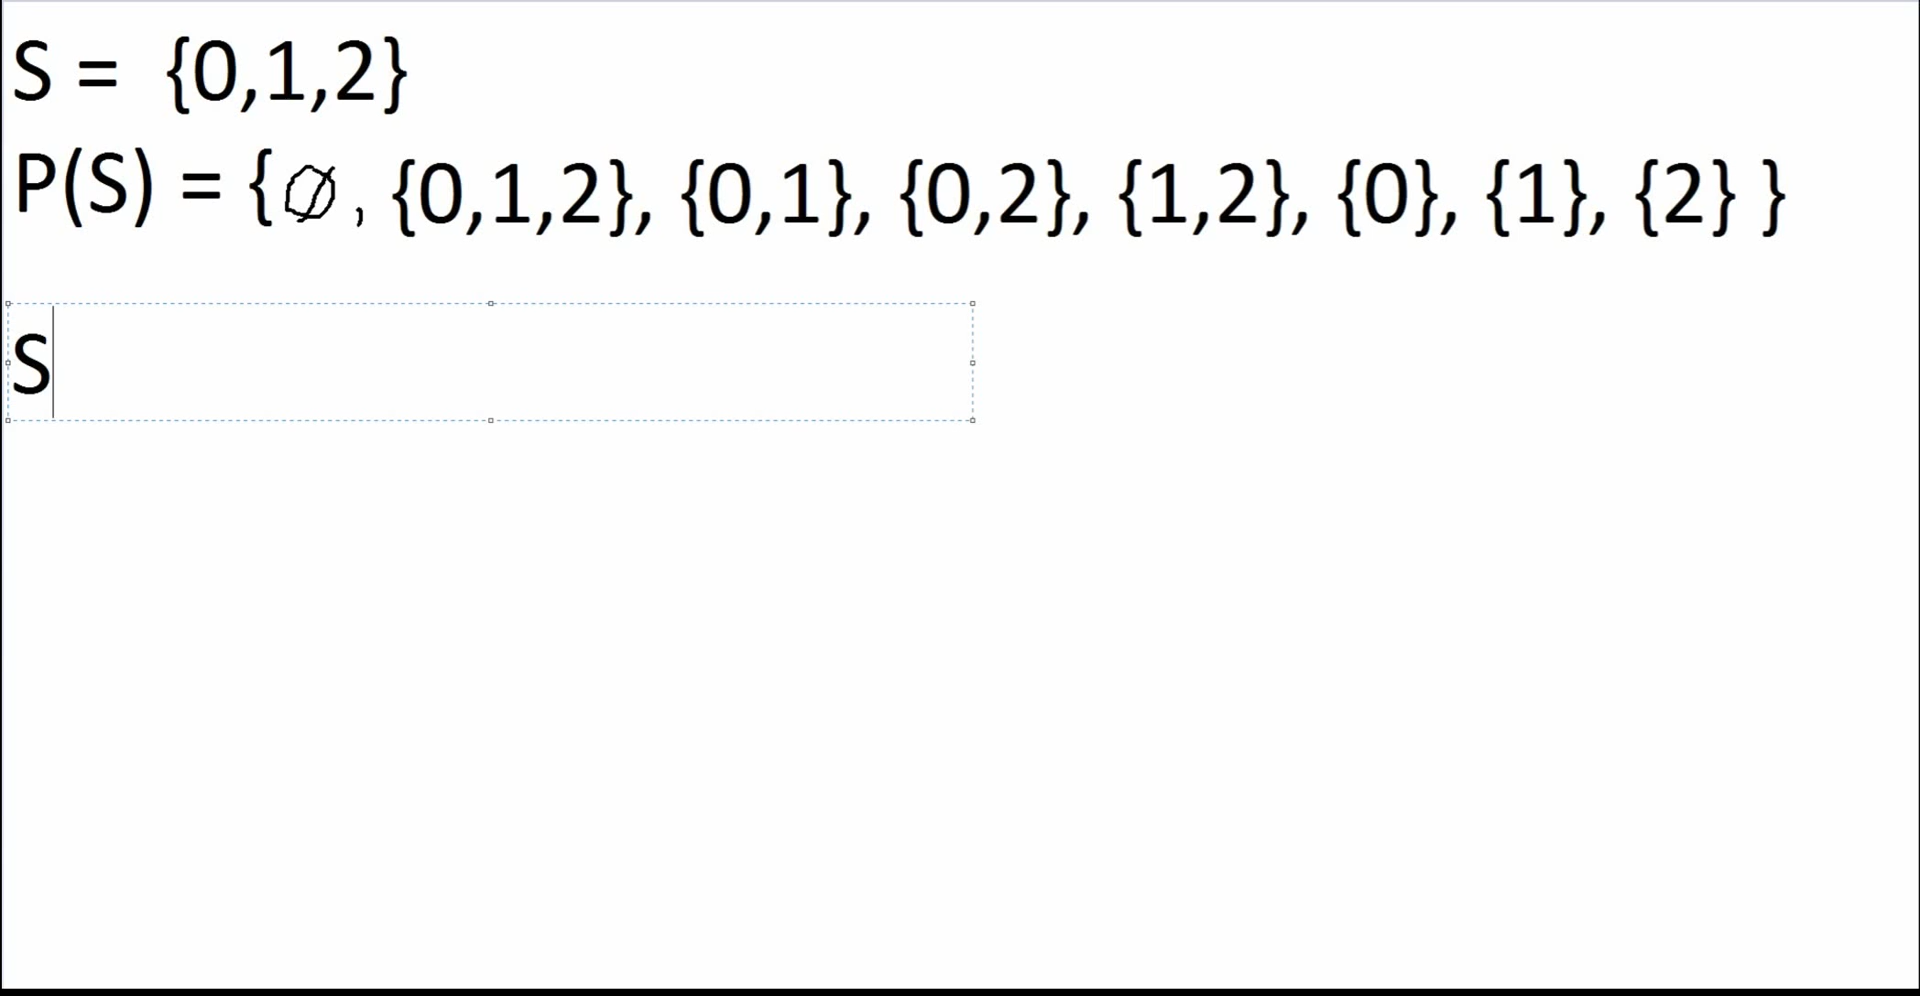 S = {0,1,2}
P(S) = {∅, {0,1,2}, {0,1}, {0,2}, {1,2}, {0}, {1}, {2} }
S